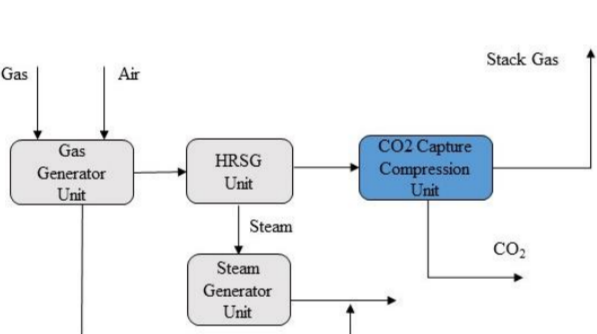 Stack Gas
Gas
Air
Gas
Generator
Unit
HRSG
Unit
CO2 Capture
Compression
Unit
Steam
CO₂
Steam
Generator
Unit